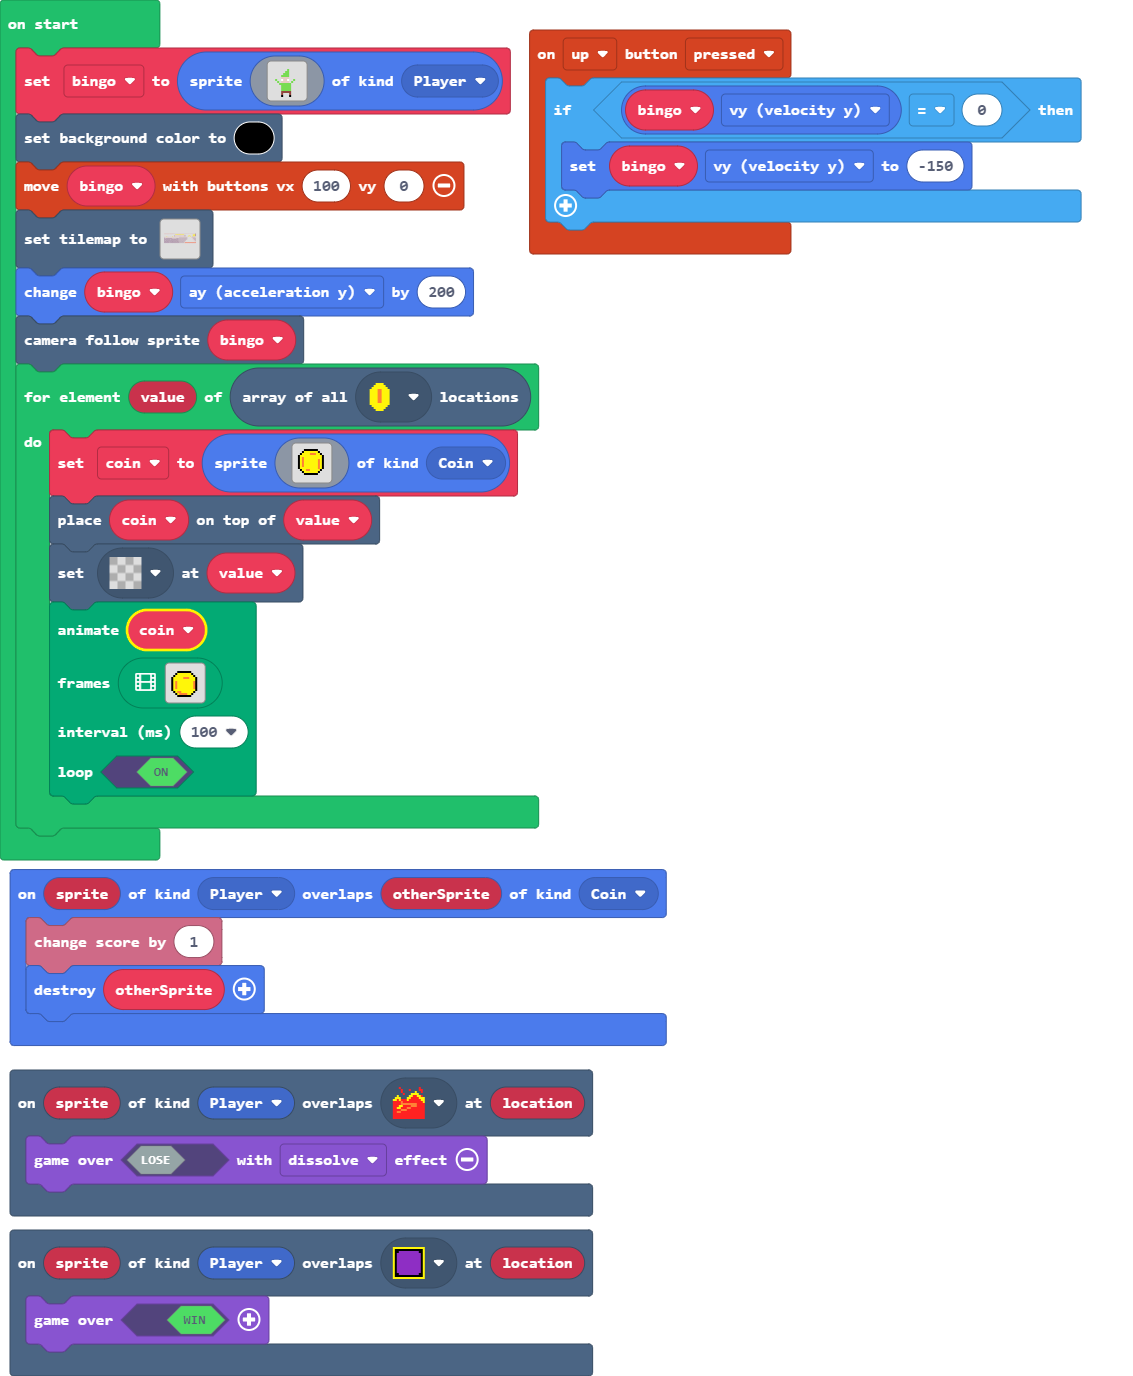 on start
set bingo to sprite of kind Player
set background color to
move bingo with buttons vx 100 vy 0
set tilemap to
change bingo ay (acceleration y) by 200
camera follow sprite bingo
for element value of array of all locations
do
set coin to sprite of kind Coin
place coin on top of value
set at value
animate coin
frames
interval (ms) 100
loop ON
on up button pressed
if bingo vy (velocity y) = 0 then
set bingo vy (velocity y) to -150
on sprite of kind Player overlaps otherSprite of kind Coin
change score by 1
destroy otherSprite
on sprite of kind Player overlaps at location
game over LOSE with dissolve effect
on sprite of kind Player overlaps at location
game over WIN